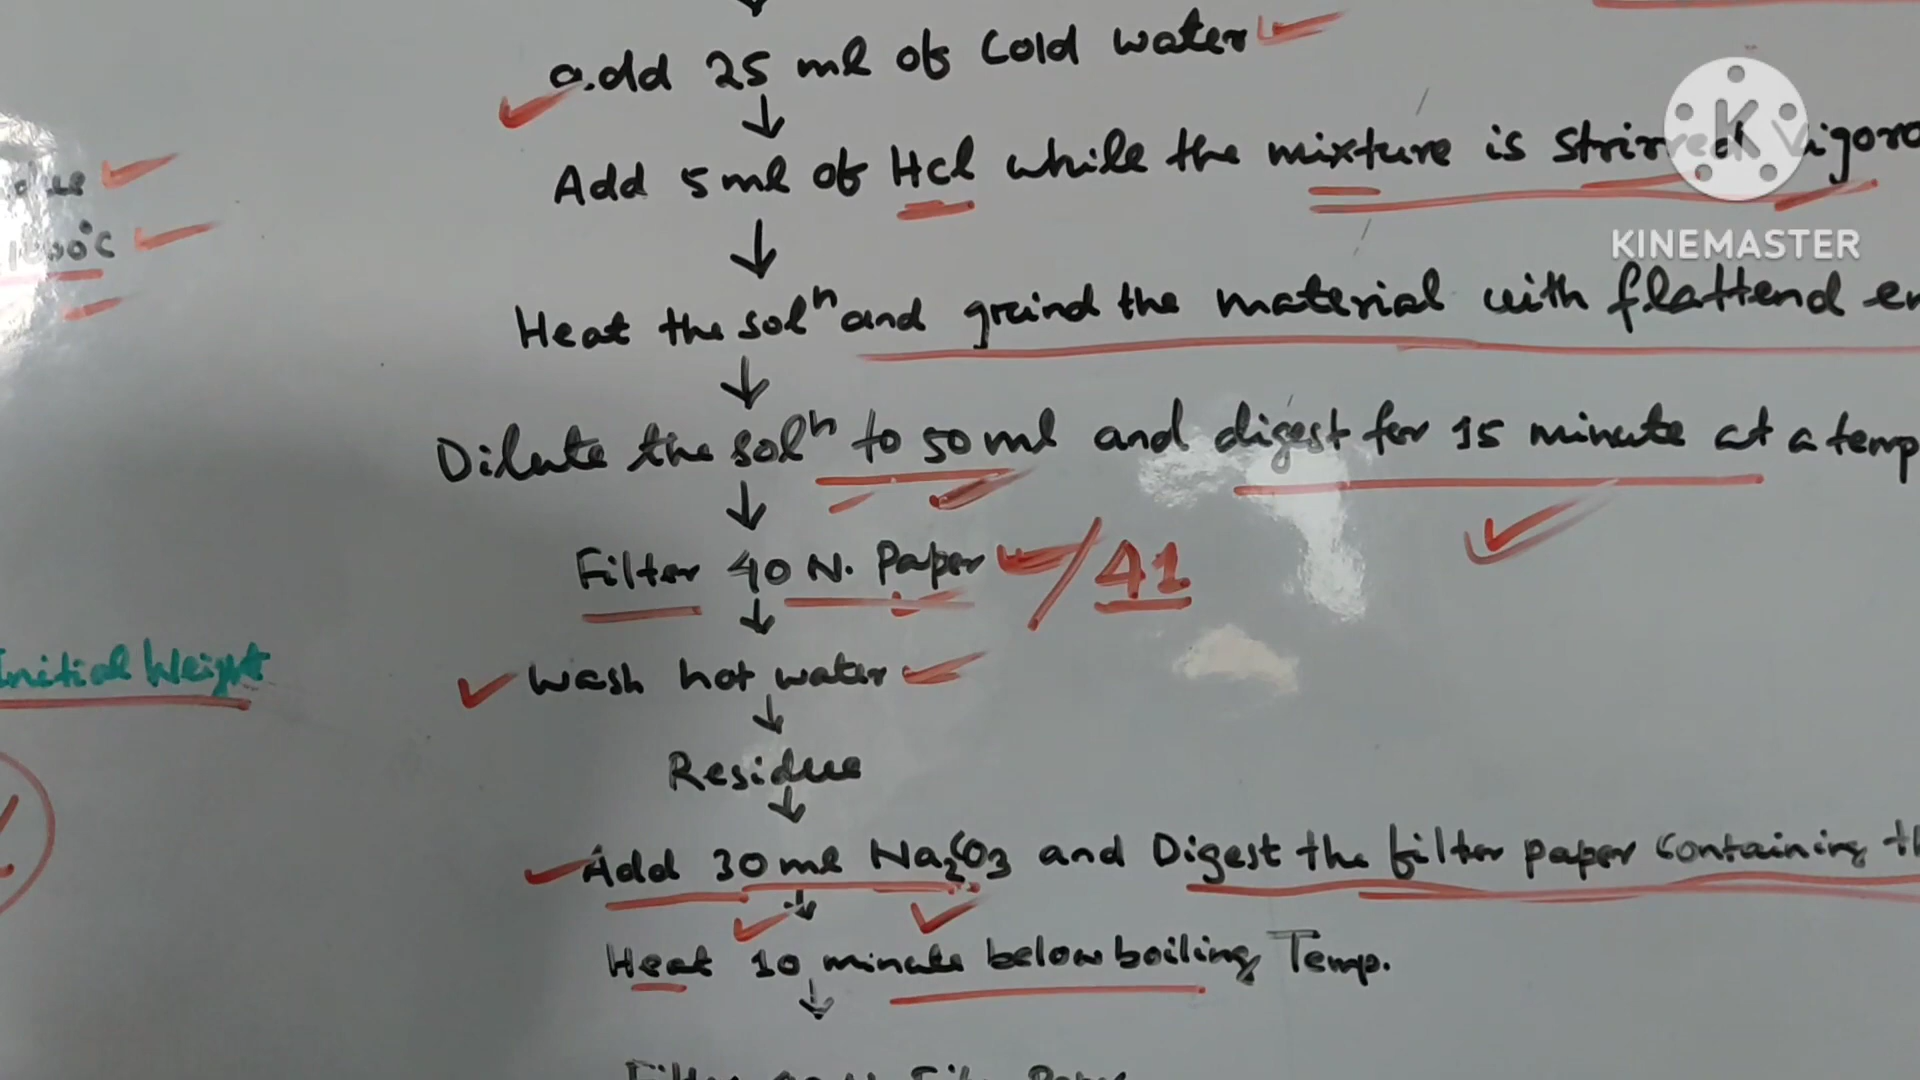 add 25 ml of Cold water
Add 5 ml of Hcl while the mixture is strirred vigoro
100°C
Heat the solⁿ and grind the material with flattend en
Dilute the solⁿ to 50 ml and digest for 15 minute at a temp
Filter 40 N. Paper / 41
Initial Weight
Wash hot water
Residue
Add 30 ml Na₂CO₃ and Digest the filter paper containing th
Heat 10 minute below boiling Temp.
K
KINEMASTER